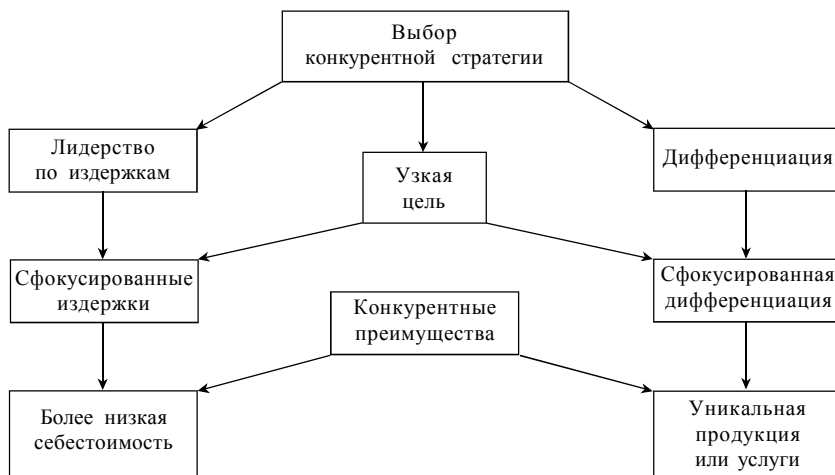 Выбор
конкурентной стратегии
Лидерство
по издержкам
Узкая
цель
Дифференциация
Сфокусированные
издержки
Сфокусированная
дифференциация
Конкурентные
преимущества
Более низкая
себестоимость
Уникальная
продукция
или услуги